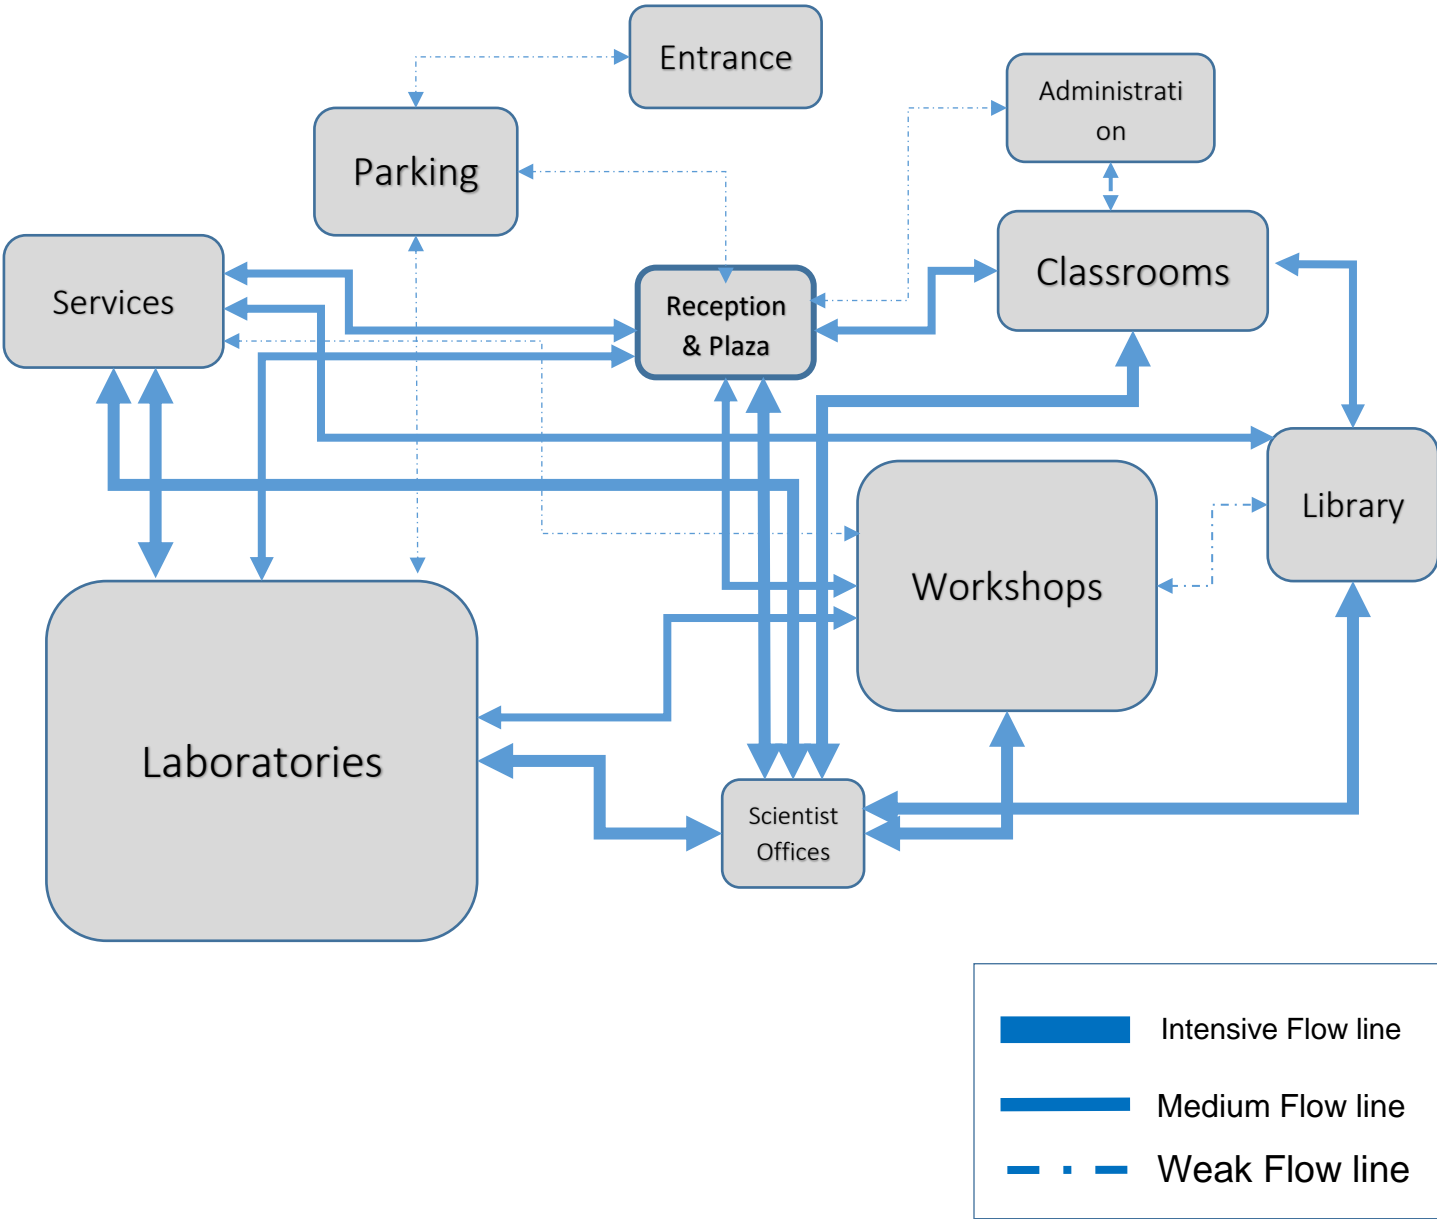 Entrance
Administrati
on
Parking
Services
Classrooms
Reception
& Plaza
Library
Workshops
Laboratories
Scientist
Offices
Intensive Flow line
Medium Flow line
Weak Flow line